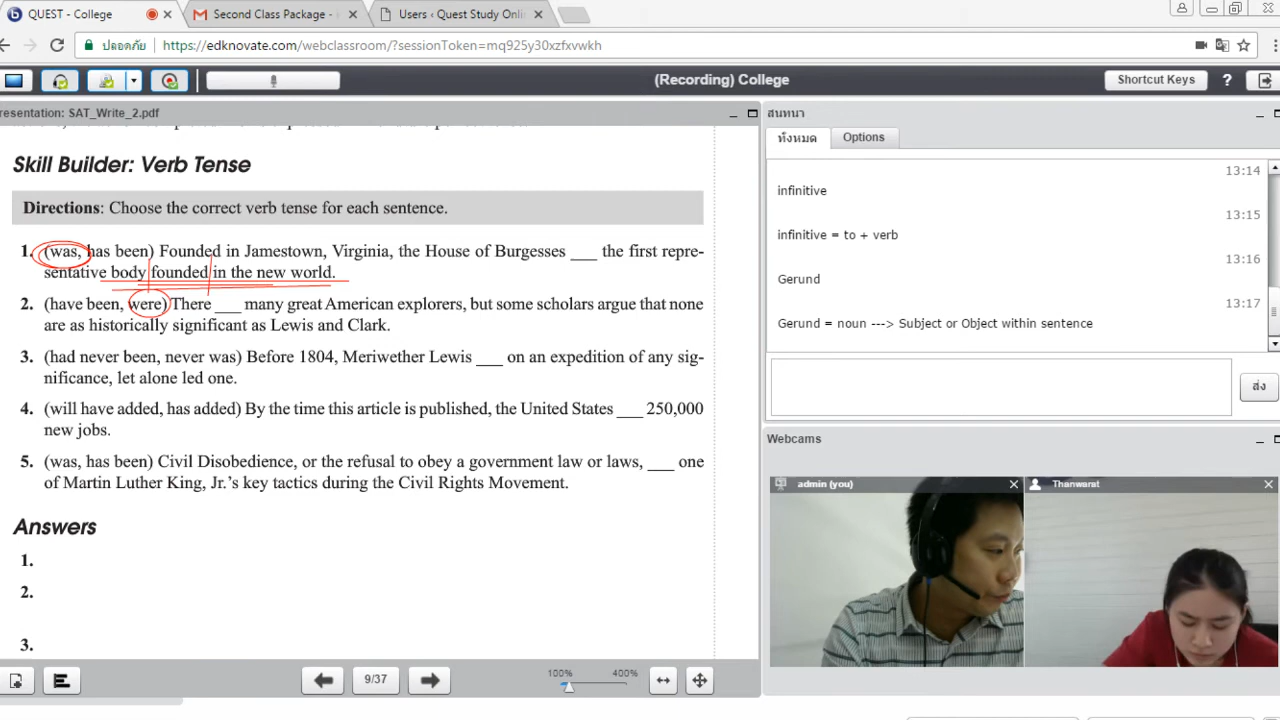 QUEST - College
Second Class Package -
Users ‹ Quest Study Onli
ปลอดภัย
https://edknovate.com/webclassroom/?sessionToken=mq925y30xzfxvwkh
(Recording) College
Shortcut Keys
?
resentation: SAT_Write_2.pdf
Skill Builder: Verb Tense
Directions: Choose the correct verb tense for each sentence.
1. (was, has been) Founded in Jamestown, Virginia, the House of Burgesses ___ the first repre-
sentative body founded in the new world.
2. (have been, were) There ___ many great American explorers, but some scholars argue that none
are as historically significant as Lewis and Clark.
3. (had never been, never was) Before 1804, Meriwether Lewis ___ on an expedition of any sig-
nificance, let alone led one.
4. (will have added, has added) By the time this article is published, the United States ___ 250,000
new jobs.
5. (was, has been) Civil Disobedience, or the refusal to obey a government law or laws, ___ one
of Martin Luther King, Jr.'s key tactics during the Civil Rights Movement.
Answers
1.
2.
3.
9/37
100%
400%
สนทนา
ทั้งหมด
Options
13:14
infinitive
13:15
infinitive = to + verb
13:16
Gerund
13:17
Gerund = noun ---> Subject or Object within sentence
ส่ง
Webcams
admin (you)
Thanwarat